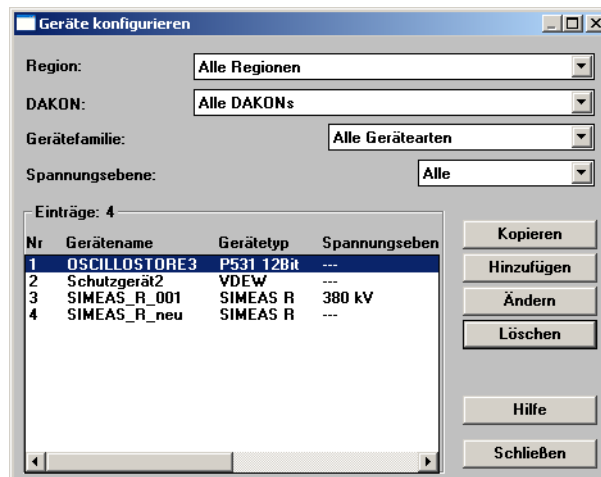 Geräte konfigurieren
Region: Alle Regionen
DAKON: Alle DAKONs
Gerätefamilie: Alle Gerätearten
Spannungsebene: Alle
Einträge: 4
Nr Gerätename Gerätetyp Spannungseben
1 OSCILLOSTORE3 P531 12Bit ---
2 Schutzgerät2 VDEW ---
3 SIMEAS_R_001 SIMEAS R 380 kV
4 SIMEAS_R_neu SIMEAS R ---
Kopieren
Hinzufügen
Ändern
Löschen
Hilfe
Schließen